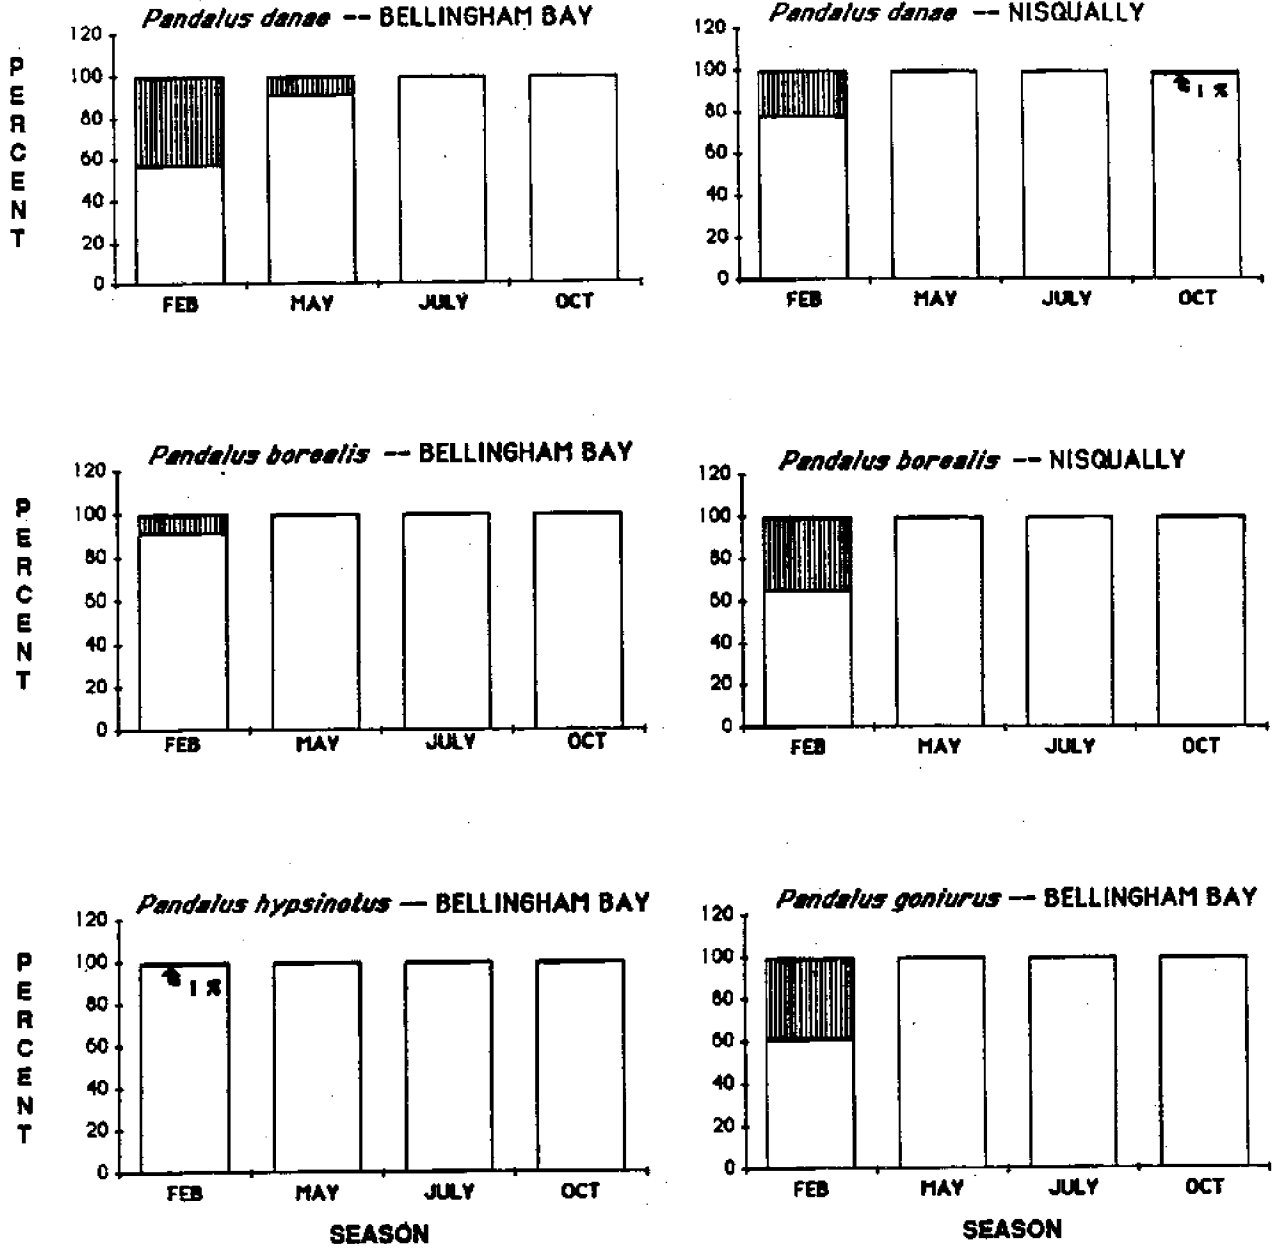 Pandalus danae -- BELLINGHAM BAY
PERCENT
120
100
80
60
40
20
0
FEB MAY JULY OCT
Pandalus danae -- NISQUALLY
120
100
80
60
40
20
0
1 %
FEB MAY JULY OCT
Pandalus borealis -- BELLINGHAM BAY
PERCENT
120
100
80
60
40
20
0
FEB MAY JULY OCT
Pandalus borealis -- NISQUALLY
120
100
80
60
40
20
0
FEB MAY JULY OCT
Pandalus hypsinotus — BELLINGHAM BAY
PERCENT
120
100
80
60
40
20
0
1 %
FEB MAY JULY OCT
SEASON
Pandalus goniurus -- BELLINGHAM BAY
120
100
80
60
40
20
0
FEB MAY JULY OCT
SEASON